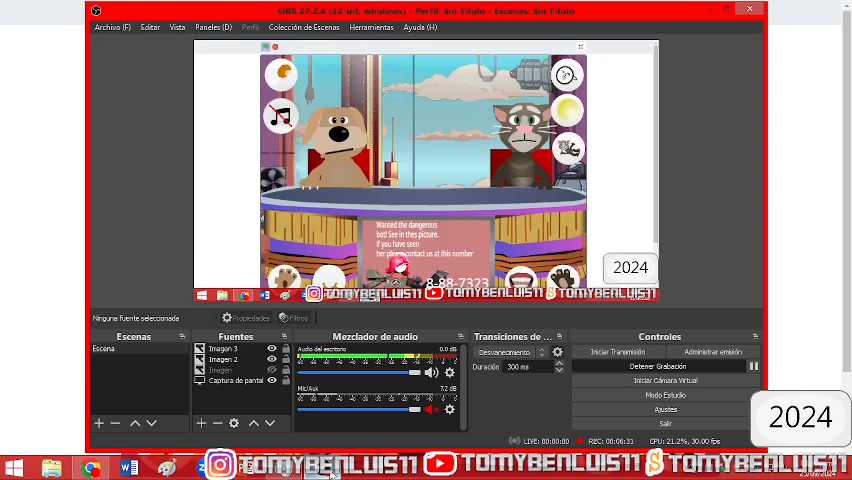 OBS 27.2.4 (32-bit, windows) - Perfil: Sin Título - Escenas: Sin Título
Archivo (F) Editar Vista Paneles (D) Perfil Colección de Escenas Herramientas Ayuda (H)
Wanted the dangerous
bot! See in thes picture.
if you have seen
her please contact us at this number
8-88-7323
2024
TOMYBENLUIS11 TOMYBENLUIS11 TOMYBENLUIS11
Ninguna fuente seleccionada Propiedades Filtros
Escenas
Escena
Fuentes
Imagen 3
Imagen 2
Imagen
Captura de pantal
Mezclador de audio
Audio del escritorio 0.0 dB
Mic/Aux 7.2 dB
Transiciones de ...
Desvanecimiento
Duración 300 ms
Controles
Iniciar Transmisión Administrar emisión
Detener Grabación
Iniciar Cámara Virtual
Modo Estudio
Ajustes
Salir
LIVE: 00:00:00 REC: 00:06:31 CPU: 21.2%, 30.00 fps
2024
TOMYBENLUIS11 TOMYBENLUIS11 TOMYBENLUIS11
25/09/2024